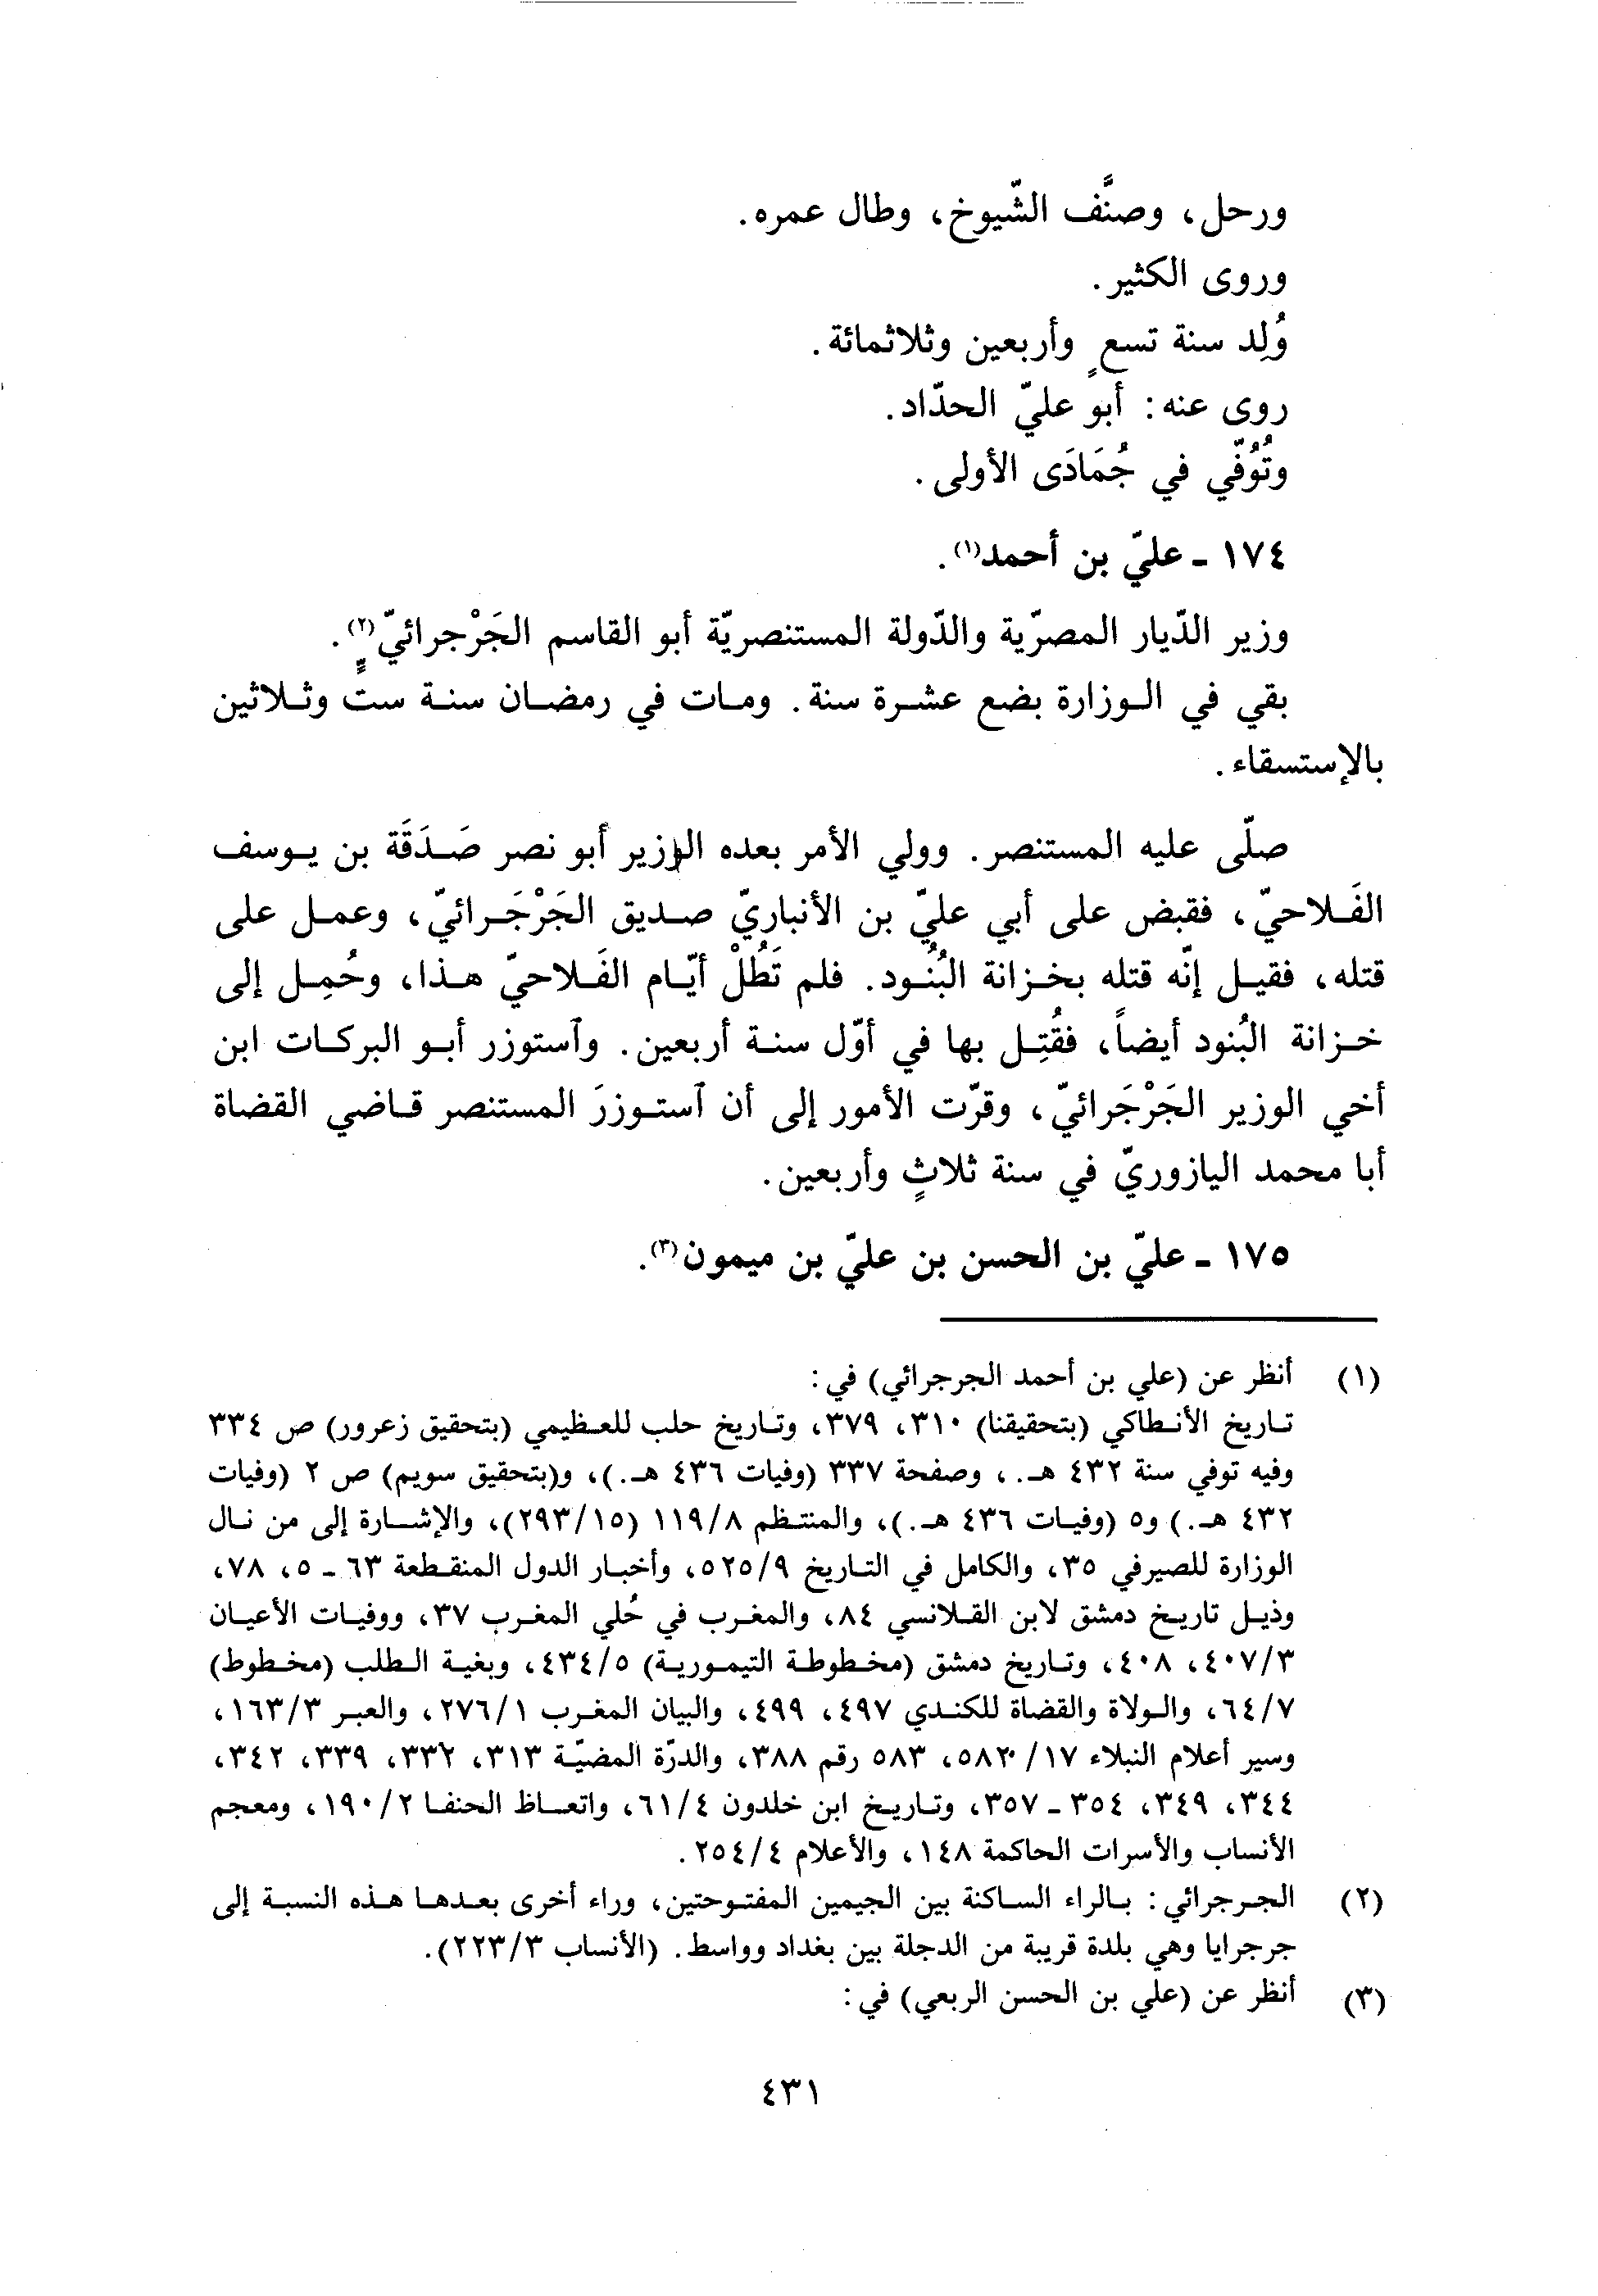 ورحل، وصنَّف الشّيوخ، وطال عمره.
وروى الكثير.
وُلِد سنة تسعٍ وأربعين وثلاثمائة.
روى عنه: أبو عليّ الحدّاد.
وتُوُفّي في جُمَادَى الأولى.
١٧٤ ـ عليّ بن أحمد(١).
وزير الدّيار المصرّية والدّولة المستنصريّة أبو القاسم الجَرْجرائيّ(٢).
بقي في الوزارة بضع عشرة سنة. ومات في رمضان سنة ستٍّ وثلاثين
بالإستسقاء.
صلّى عليه المستنصر. وولي الأمر بعده الوزير أبو نصر صَدَقَة بن يوسف
الفَلاحيّ، فقبض على أبي عليّ بن الأنباريّ صديق الجَرْجَرائيّ، وعمل على
قتله، فقيل إنّه قتله بخزانة البُنُود. فلم تَطُلْ أيّام الفَلاحيّ هذا، وحُمِل إلى
خزانة البُنود أيضاً، فقُتِل بها في أوّل سنة أربعين. وٱستوزر أبو البركات ابن
أخي الوزير الجَرْجَرائيّ، وقرّت الأمور إلى أن ٱستوزرَ المستنصر قاضي القضاة
أبا محمد اليازوريّ في سنة ثلاثٍ وأربعين.
١٧٥ ـ عليّ بن الحسن بن عليّ بن ميمون(٣).
(١) أنظر عن (علي بن أحمد الجرجرائي) في:
تاريخ الأنطاكي (بتحقيقنا) ٣١٠، ٣٧٩، وتاريخ حلب للعظيمي (بتحقيق زعرور) ص ٣٣٤
وفيه توفي سنة ٤٣٢ هـ.، وصفحة ٣٣٧ (وفيات ٤٣٦ هـ.)، و(بتحقيق سويم) ص ٢ (وفيات
٤٣٢ هـ.) و٥ (وفيات ٤٣٦ هـ.)، والمنتظم ١١٩/٨ (٢٩٣/١٥)، والإشارة إلى من نال
الوزارة للصيرفي ٣٥، والكامل في التاريخ ٥٢٥/٩، وأخبار الدول المنقطعة ٦٣ ـ ٥، ٧٨،
وذيل تاريخ دمشق لابن القلانسي ٨٤، والمغرب في حُلي المغرب ٣٧، ووفيات الأعيان
٤٠٧/٣، ٤٠٨، وتاريخ دمشق (مخطوطة التيمورية) ٤٣٤/٥، وبغية الطلب (مخطوط)
٦٤/٧، والولاة والقضاة للكندي ٤٩٧، ٤٩٩، والبيان المغرب ٢٧٦/١، والعبر ١٦٣/٣،
وسير أعلام النبلاء ٥٨٢/١٧، ٥٨٣ رقم ٣٨٨، والدرّة المضيّة ٣١٣، ٣٣٢، ٣٣٩، ٣٤٢،
٣٤٤، ٣٤٩، ٣٥٤ ـ ٣٥٧، وتاريخ ابن خلدون ٦١/٤، واتعاظ الحنفا ١٩٠/٢، ومعجم
الأنساب والأسرات الحاكمة ١٤٨، والأعلام ٢٥٤/٤.
(٢) الجرجرائي: بالراء الساكنة بين الجيمين المفتوحتين، وراء أخرى بعدها هذه النسبة إلى
جرجرايا وهي بلدة قريبة من الدجلة بين بغداد وواسط. (الأنساب ٢٢٣/٣).
(٣) أنظر عن (علي بن الحسن الربعي) في:
٤٣١